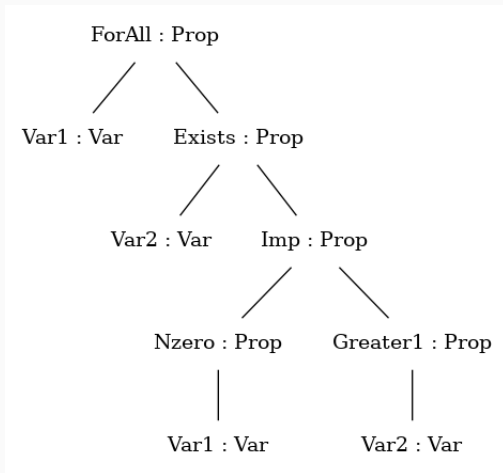 ForAll : Prop
Var1 : Var Exists : Prop
Var2 : Var Imp : Prop
Nzero : Prop Greater1 : Prop
Var1 : Var Var2 : Var